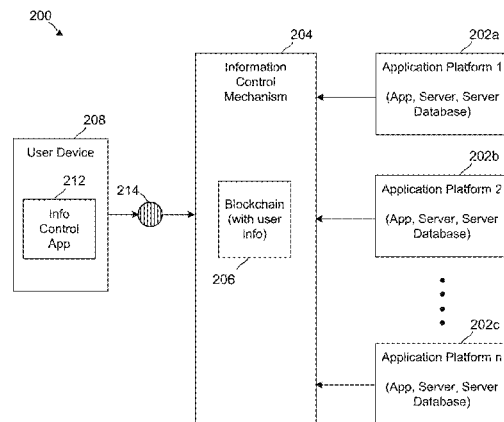 200
204
202a
Information
Control
Mechanism
Application Platform 1
(App, Server, Server
Database)
208
User Device
212
Info
Control
App
214
Blockchain
(with user
Info)
206
202b
Application Platform 2
(App, Server, Server
Database)
202c
Application Platform n
(App, Server, Server
Database)